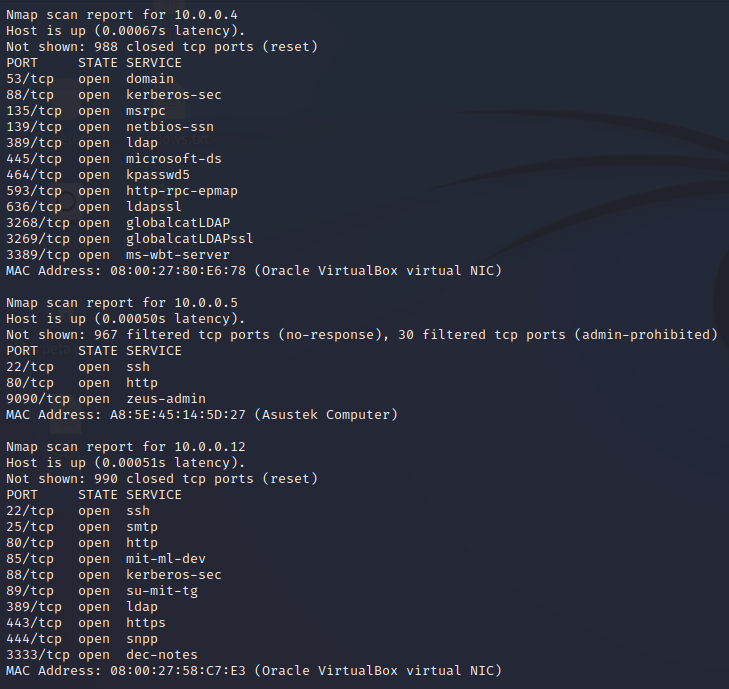 Nmap scan report for 10.0.0.4
Host is up (0.00067s latency).
Not shown: 988 closed tcp ports (reset)
PORT     STATE SERVICE
53/tcp   open  domain
88/tcp   open  kerberos-sec
135/tcp  open  msrpc
139/tcp  open  netbios-ssn
389/tcp  open  ldap
445/tcp  open  microsoft-ds
464/tcp  open  kpasswd5
593/tcp  open  http-rpc-epmap
636/tcp  open  ldapssl
3268/tcp open  globalcatLDAP
3269/tcp open  globalcatLDAPssl
3389/tcp open  ms-wbt-server
MAC Address: 08:00:27:80:E6:78 (Oracle VirtualBox virtual NIC)

Nmap scan report for 10.0.0.5
Host is up (0.00050s latency).
Not shown: 967 filtered tcp ports (no-response), 30 filtered tcp ports (admin-prohibited)
PORT     STATE SERVICE
22/tcp   open  ssh
80/tcp   open  http
9090/tcp open  zeus-admin
MAC Address: A8:5E:45:14:5D:27 (Asustek Computer)

Nmap scan report for 10.0.0.12
Host is up (0.00051s latency).
Not shown: 990 closed tcp ports (reset)
PORT     STATE SERVICE
22/tcp   open  ssh
25/tcp   open  smtp
80/tcp   open  http
85/tcp   open  mit-ml-dev
88/tcp   open  kerberos-sec
89/tcp   open  su-mit-tg
389/tcp  open  ldap
443/tcp  open  https
444/tcp  open  snpp
3333/tcp open  dec-notes
MAC Address: 08:00:27:58:C7:E3 (Oracle VirtualBox virtual NIC)